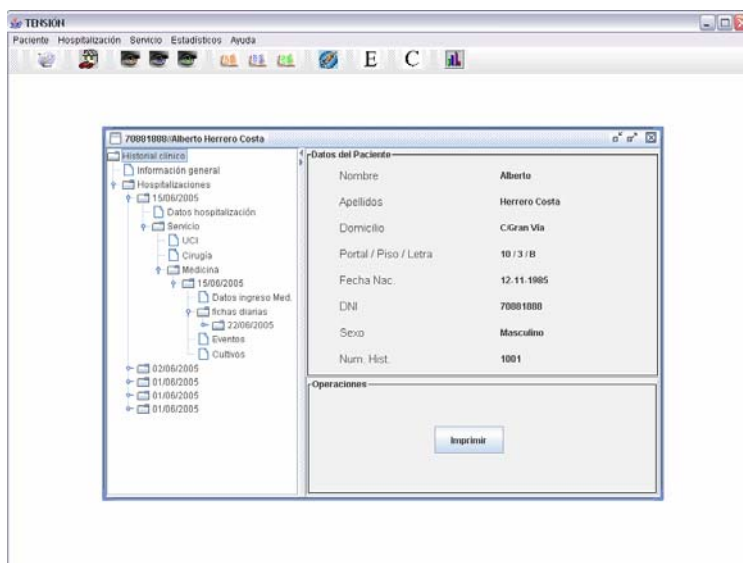 TENSIÓN
Paciente Hospitalización Servicio Estadísticos Ayuda
E C
70881888//Alberto Herrero Costa
Historial clínico
Información general
Hospitalizaciones
15/06/2005
Datos hospitalización
Servicio
UCI
Cirugía
Medicina
15/06/2005
Datos ingreso Med.
fichas diarias
22/06/2005
Eventos
Cultivos
02/06/2005
01/06/2005
01/06/2005
01/06/2005
Datos del Paciente
Nombre Alberto
Apellidos Herrero Costa
Domicilio C/Gran Vía
Portal / Piso / Letra 10 / 3 / B
Fecha Nac. 12-11-1985
DNI 70881888
Sexo Masculino
Num. Hist. 1001
Operaciones
Imprimir